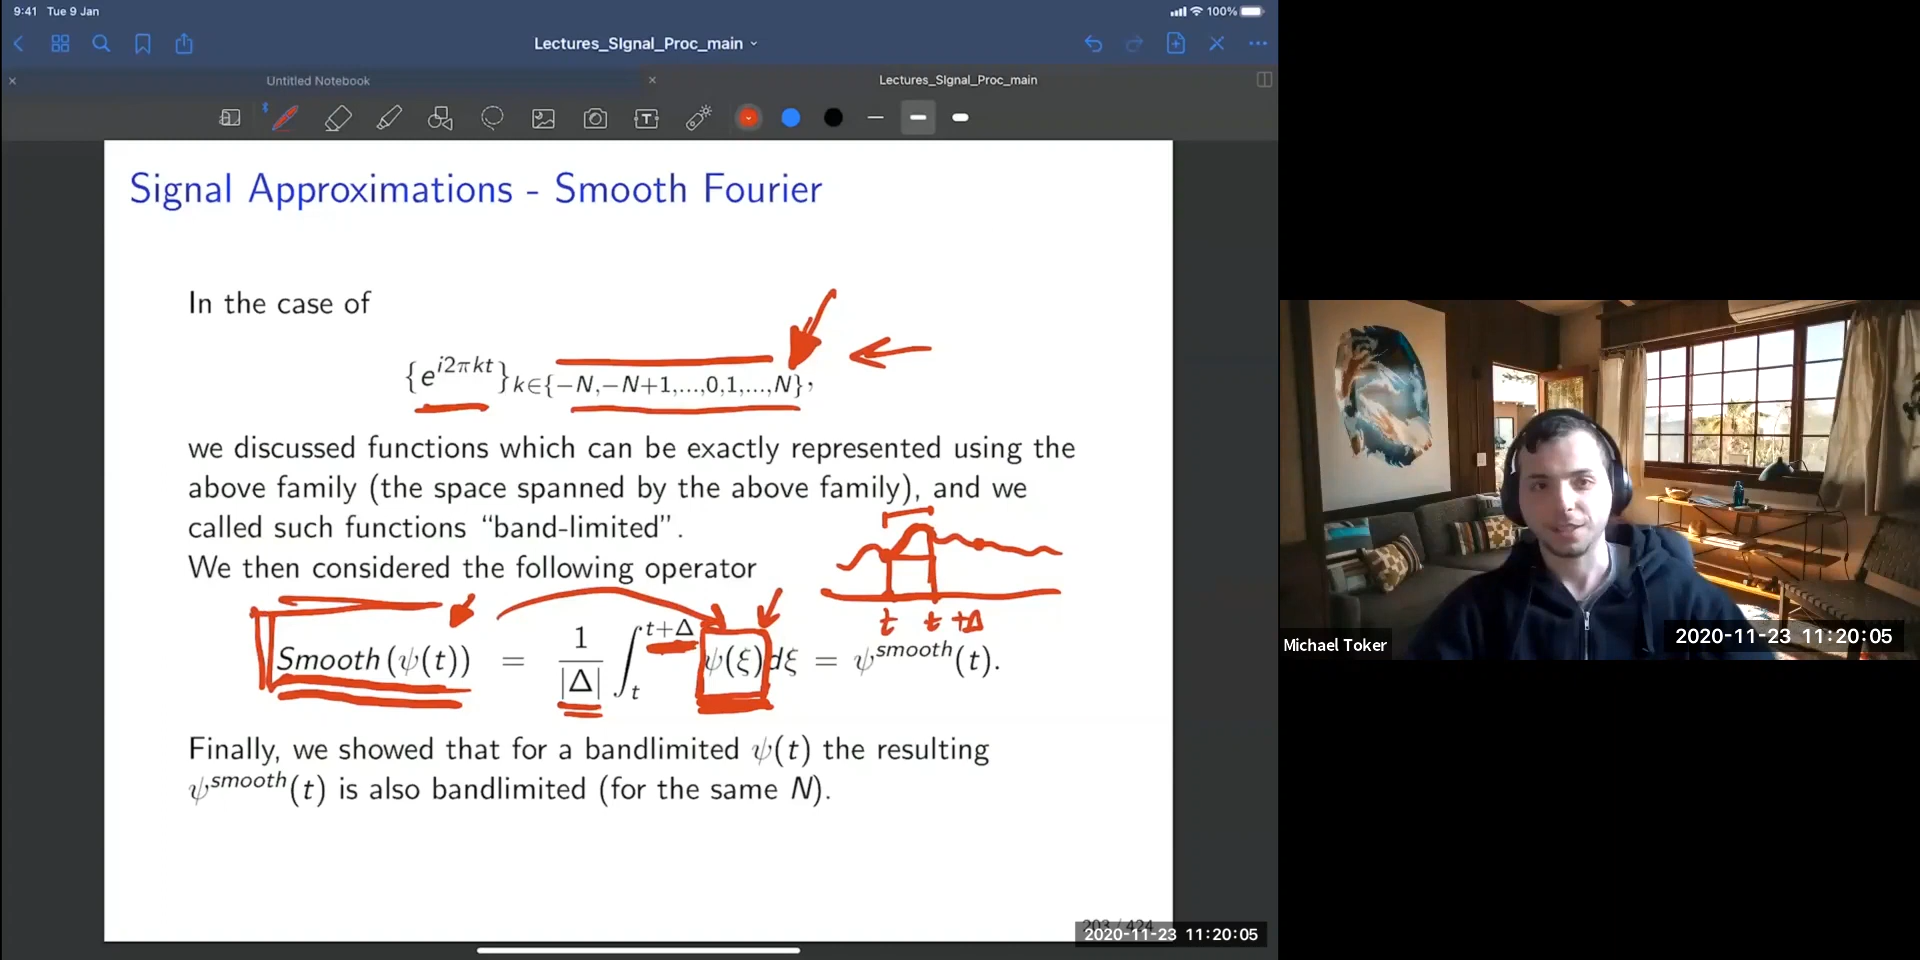 9:41 Tue 9 Jan
100%
Lectures_SIgnal_Proc_main
Untitled Notebook
Lectures_SIgnal_Proc_main
Signal Approximations - Smooth Fourier
In the case of
{e^{i2πkt}}_{k∈{−N,−N+1,...,0,1,...,N}},
we discussed functions which can be exactly represented using the
above family (the space spanned by the above family), and we
called such functions “band-limited”.
We then considered the following operator
t t+Δ
Smooth(ψ(t)) = 1/|Δ| ∫_t^{t+Δ} ψ(ξ)dξ = ψ^{smooth}(t).
Finally, we showed that for a bandlimited ψ(t) the resulting
ψ^{smooth}(t) is also bandlimited (for the same N).
203 / 424
2020-11-23 11:20:05
Michael Toker
2020-11-23 11:20:05